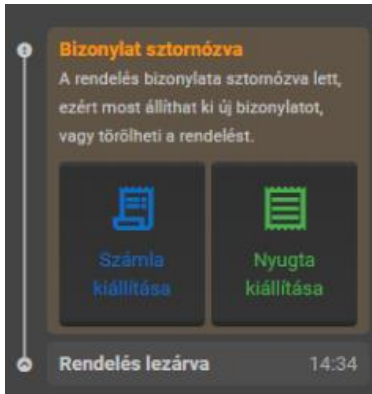 Bizonylat sztornózva
A rendelés bizonylata sztornózva lett,
ezért most állíthat ki új bizonylatot,
vagy törölheti a rendelést.
Számla
kiállítása
Nyugta
kiállítása
Rendelés lezárva 14:34